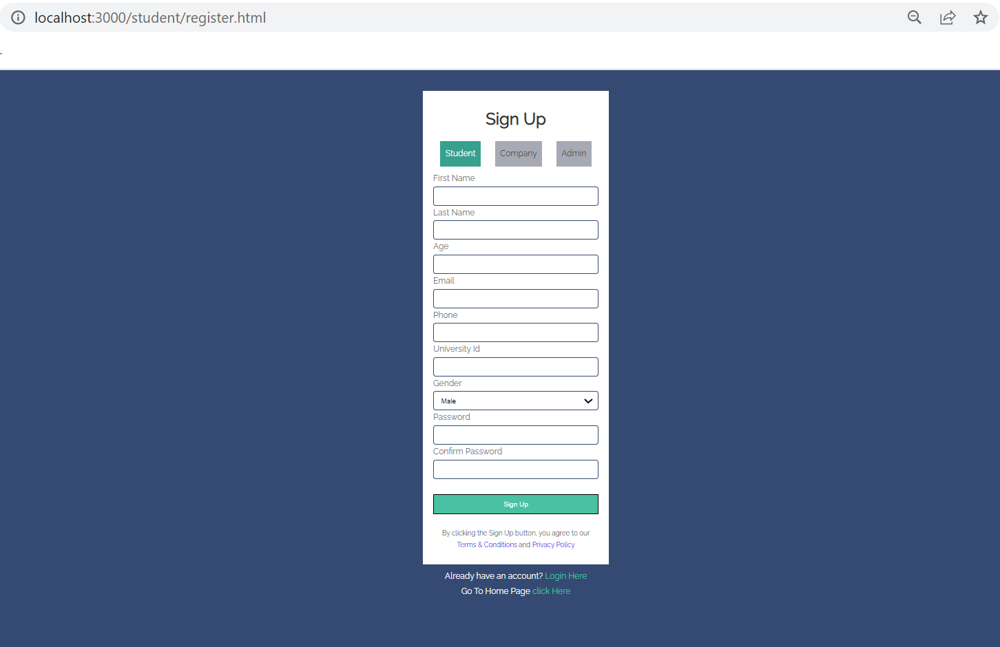 localhost:3000/student/register.html
.
Sign Up
Student Company Admin
First Name
Last Name
Age
Email
Phone
University Id
Gender
Male
Password
Confirm Password
Sign Up
By clicking the Sign Up button, you agree to our
Terms & Conditions and Privacy Policy
Already have an account? Login Here
Go To Home Page click Here